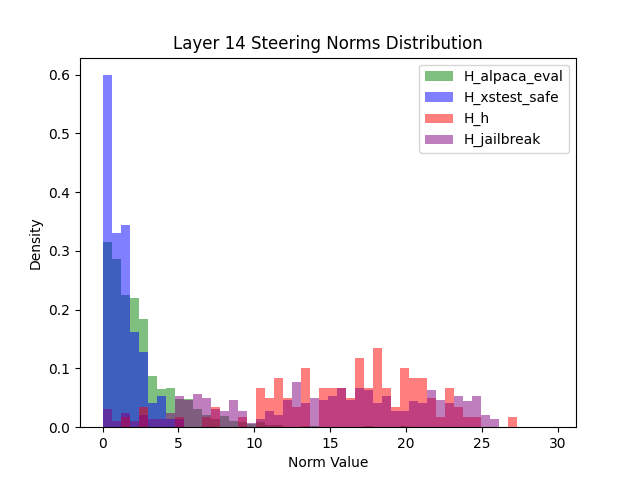 Layer 14 Steering Norms Distribution
H_alpaca_eval
H_xstest_safe
H_h
H_jailbreak
0.6
0.5
0.4
0.3
0.2
0.1
0.0
Density
0 5 10 15 20 25 30
Norm Value